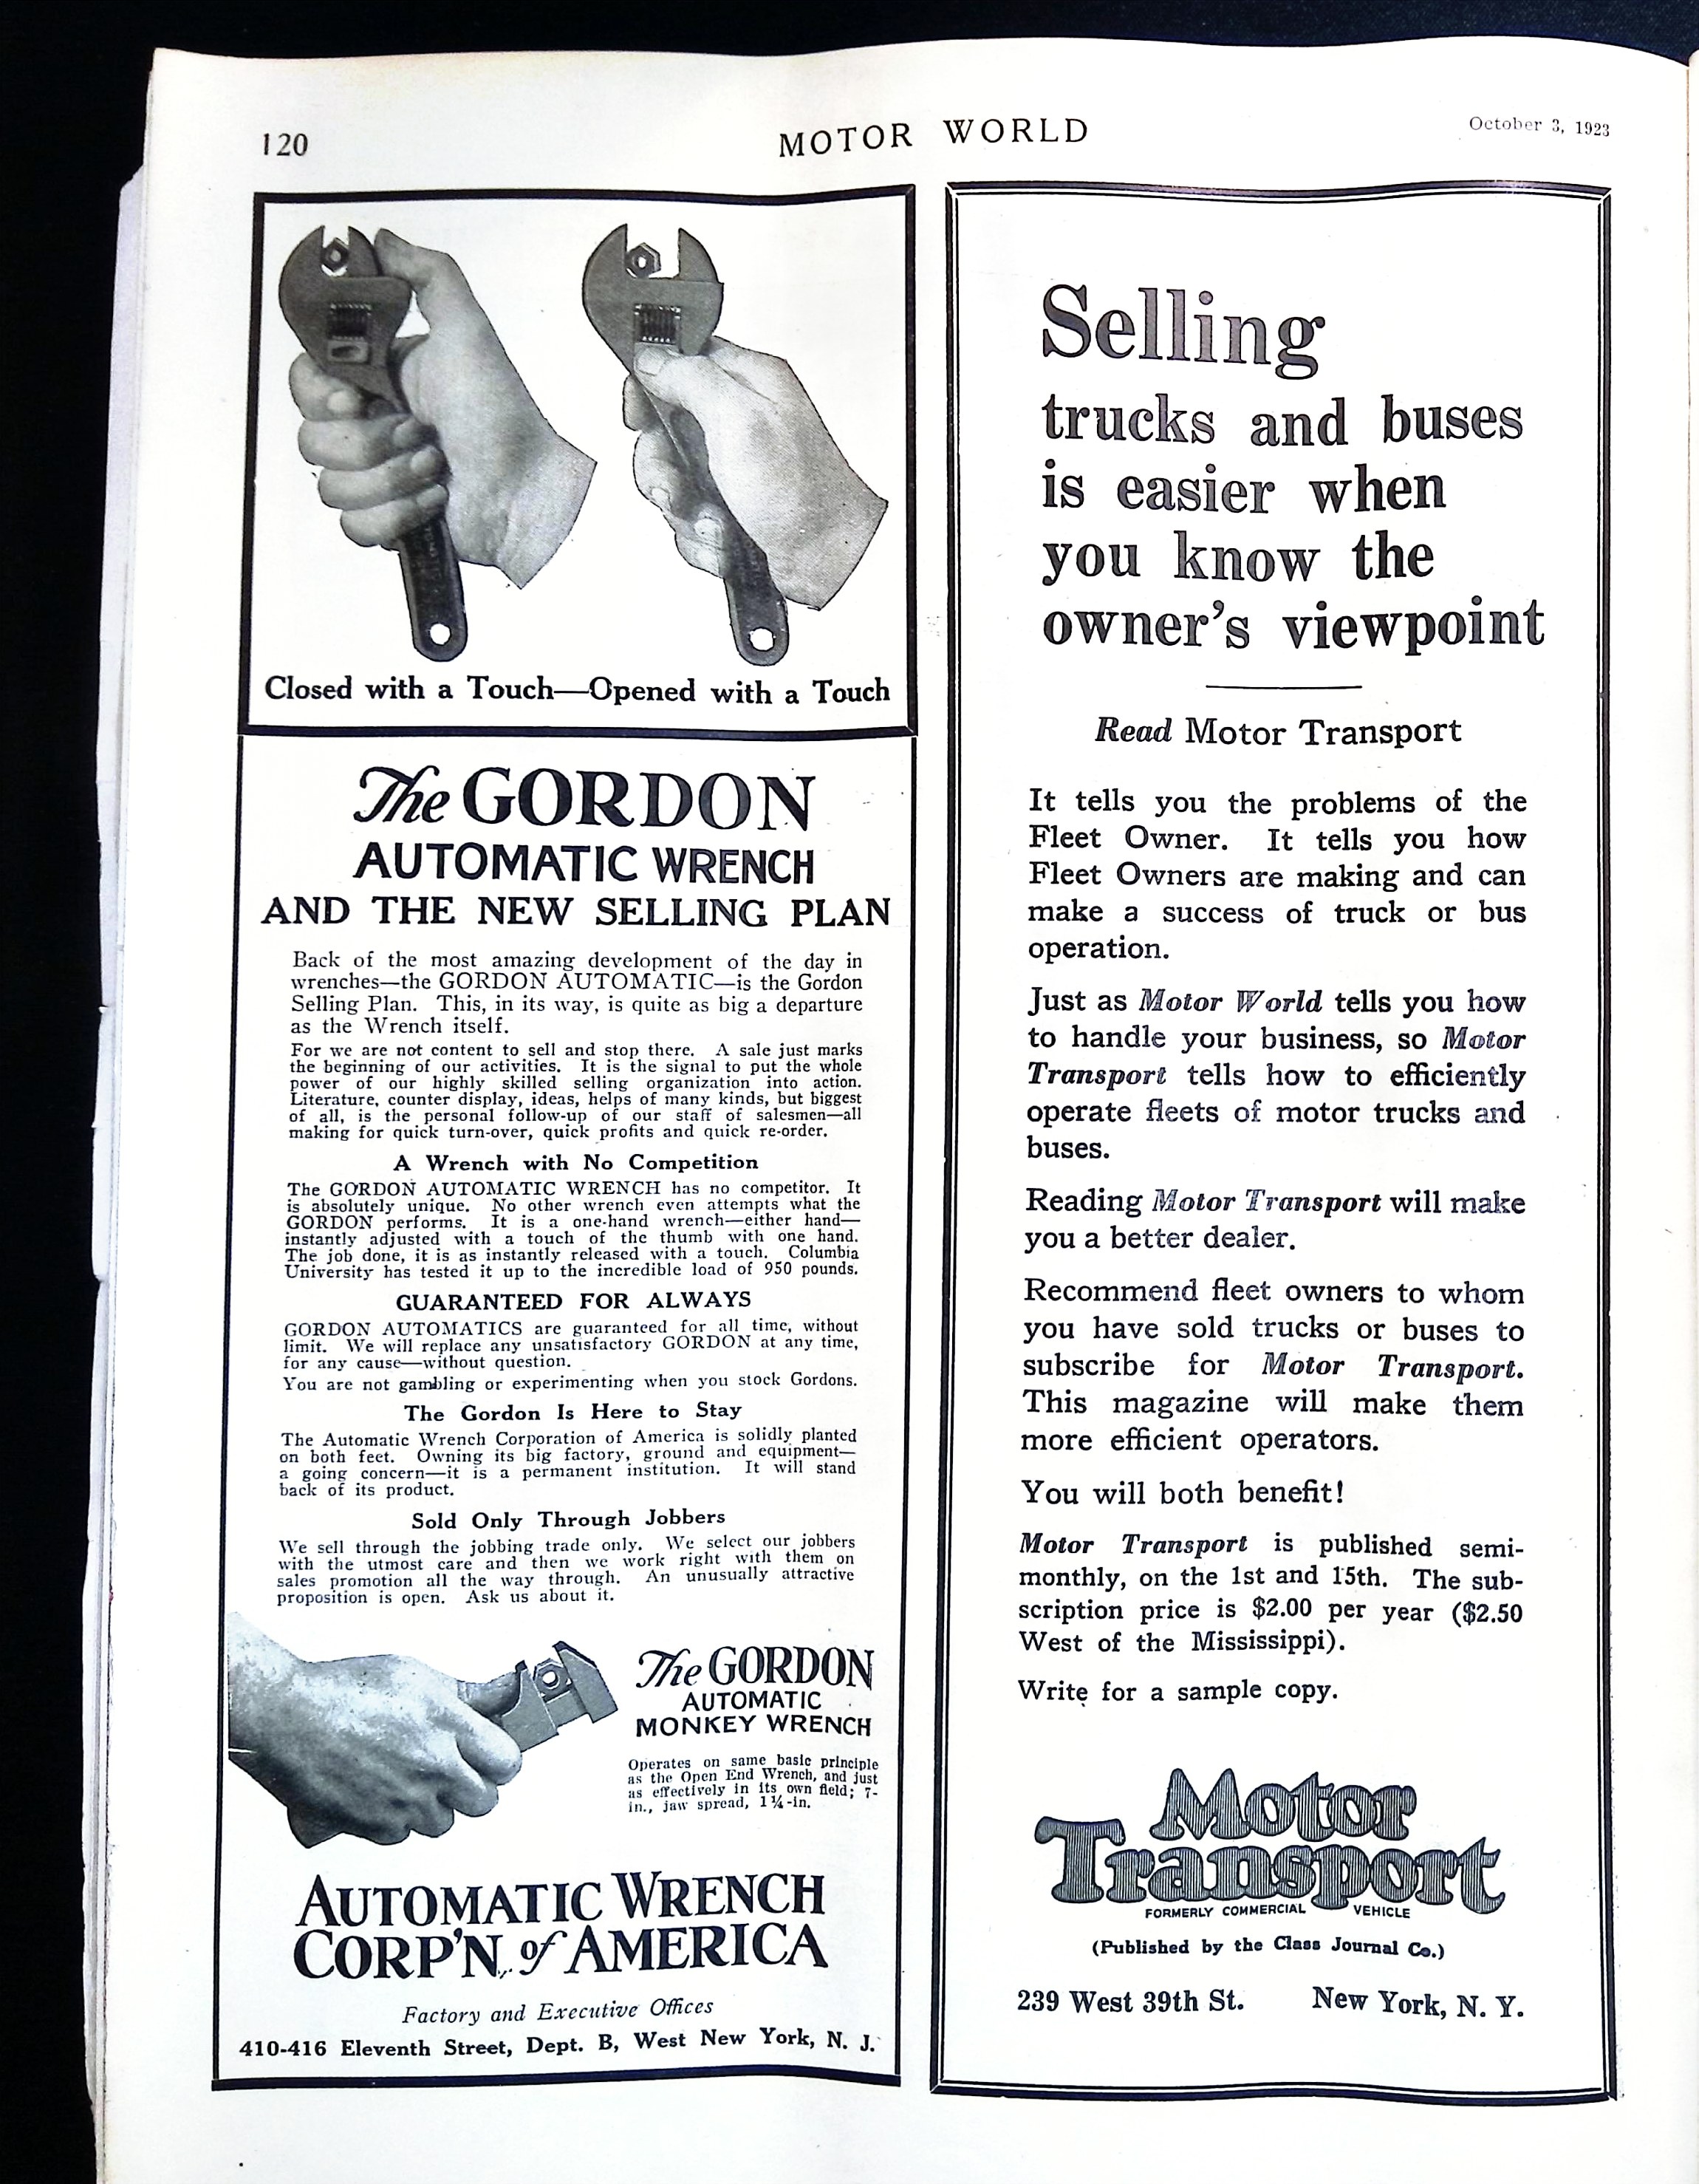 120
MOTOR WORLD
October 3, 1923
Closed with a Touch—Opened with a Touch
The GORDON
AUTOMATIC WRENCH
AND THE NEW SELLING PLAN
Back of the most amazing development of the day in
wrenches—the GORDON AUTOMATIC—is the Gordon
Selling Plan. This, in its way, is quite as big a departure
as the Wrench itself.
For we are not content to sell and stop there. A sale just marks
the beginning of our activities. It is the signal to put the whole
power of our highly skilled selling organization into action.
Literature, counter display, ideas, helps of many kinds, but biggest
of all, is the personal follow-up of our staff of salesmen—all
making for quick turn-over, quick profits and quick re-order.
A Wrench with No Competition
The GORDON AUTOMATIC WRENCH has no competitor. It
is absolutely unique. No other wrench even attempts what the
GORDON performs. It is a one-hand wrench—either hand—
instantly adjusted with a touch of the thumb with one hand.
The job done, it is as instantly released with a touch. Columbia
University has tested it up to the incredible load of 950 pounds.
GUARANTEED FOR ALWAYS
GORDON AUTOMATICS are guaranteed for all time, without
limit. We will replace any unsatisfactory GORDON at any time,
for any cause—without question.
You are not gambling or experimenting when you stock Gordons.
The Gordon Is Here to Stay
The Automatic Wrench Corporation of America is solidly planted
on both feet. Owning its big factory, ground and equipment—
a going concern—it is a permanent institution. It will stand
back of its product.
Sold Only Through Jobbers
We sell through the jobbing trade only. We select our jobbers
with the utmost care and then we work right with them on
sales promotion all the way through. An unusually attractive
proposition is open. Ask us about it.
The GORDON
AUTOMATIC
MONKEY WRENCH
Operates on same basic principle
as the Open End Wrench, and just
as effectively in its own field; 7-
in., jaw spread, 1¼-in.
AUTOMATIC WRENCH
CORP'N. of AMERICA
Factory and Executive Offices
410-416 Eleventh Street, Dept. B, West New York, N. J.
Selling
trucks and buses
is easier when
you know the
owner's viewpoint
Read Motor Transport
It tells you the problems of the
Fleet Owner. It tells you how
Fleet Owners are making and can
make a success of truck or bus
operation.
Just as Motor World tells you how
to handle your business, so Motor
Transport tells how to efficiently
operate fleets of motor trucks and
buses.
Reading Motor Transport will make
you a better dealer.
Recommend fleet owners to whom
you have sold trucks or buses to
subscribe for Motor Transport.
This magazine will make them
more efficient operators.
You will both benefit!
Motor Transport is published semi-
monthly, on the 1st and 15th. The sub-
scription price is $2.00 per year ($2.50
West of the Mississippi).
Write for a sample copy.
Motor
Transport
FORMERLY COMMERCIAL VEHICLE
(Published by the Class Journal Co.)
239 West 39th St. New York, N. Y.